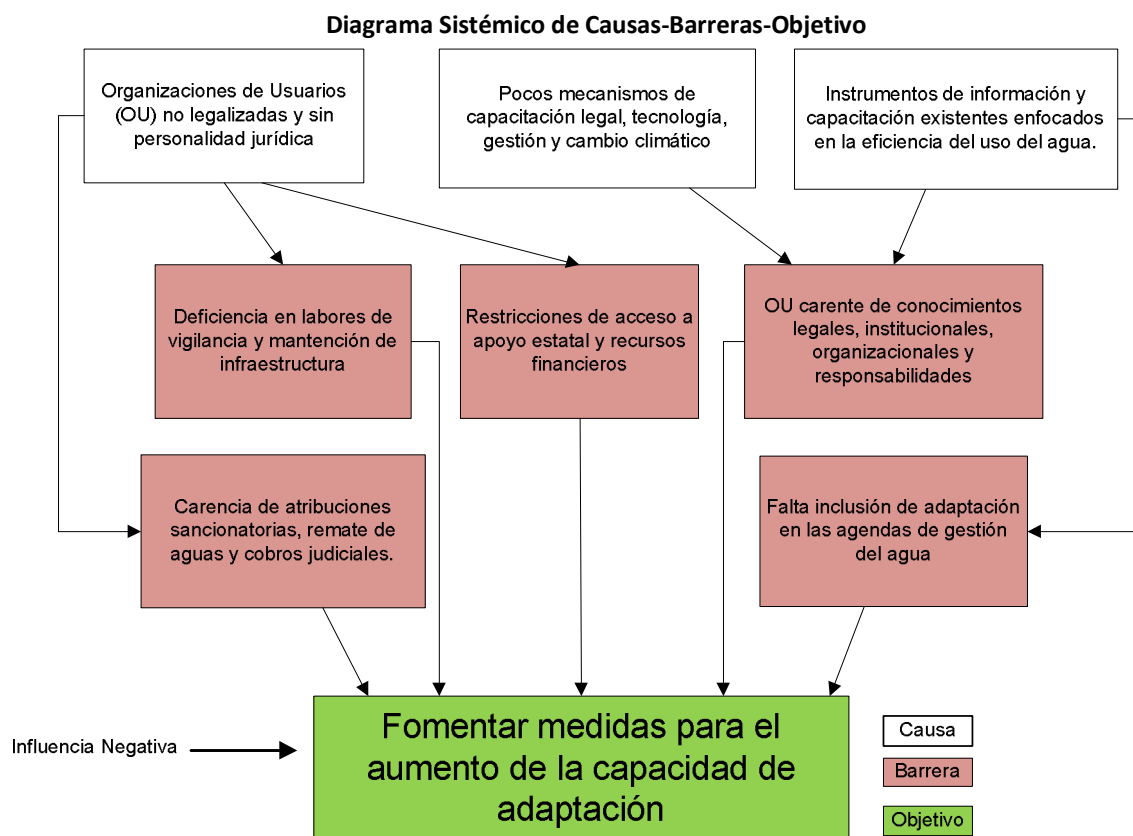 Diagrama Sistémico de Causas-Barreras-Objetivo
Organizaciones de Usuarios
(OU) no legalizadas y sin
personalidad jurídica
Pocos mecanismos de
capacitación legal, tecnología,
gestión y cambio climático
Instrumentos de información y
capacitación existentes enfocados
en la eficiencia del uso del agua.
Deficiencia en labores de
vigilancia y mantención de
infraestructura
Restricciones de acceso a
apoyo estatal y recursos
financieros
OU carente de conocimientos
legales, institucionales,
organizacionales y
responsabilidades
Carencia de atribuciones
sancionatorias, remate de
aguas y cobros judiciales.
Falta inclusión de adaptación
en las agendas de gestión
del agua
Influencia Negativa
Fomentar medidas para el
aumento de la capacidad de
adaptación
Causa
Barrera
Objetivo